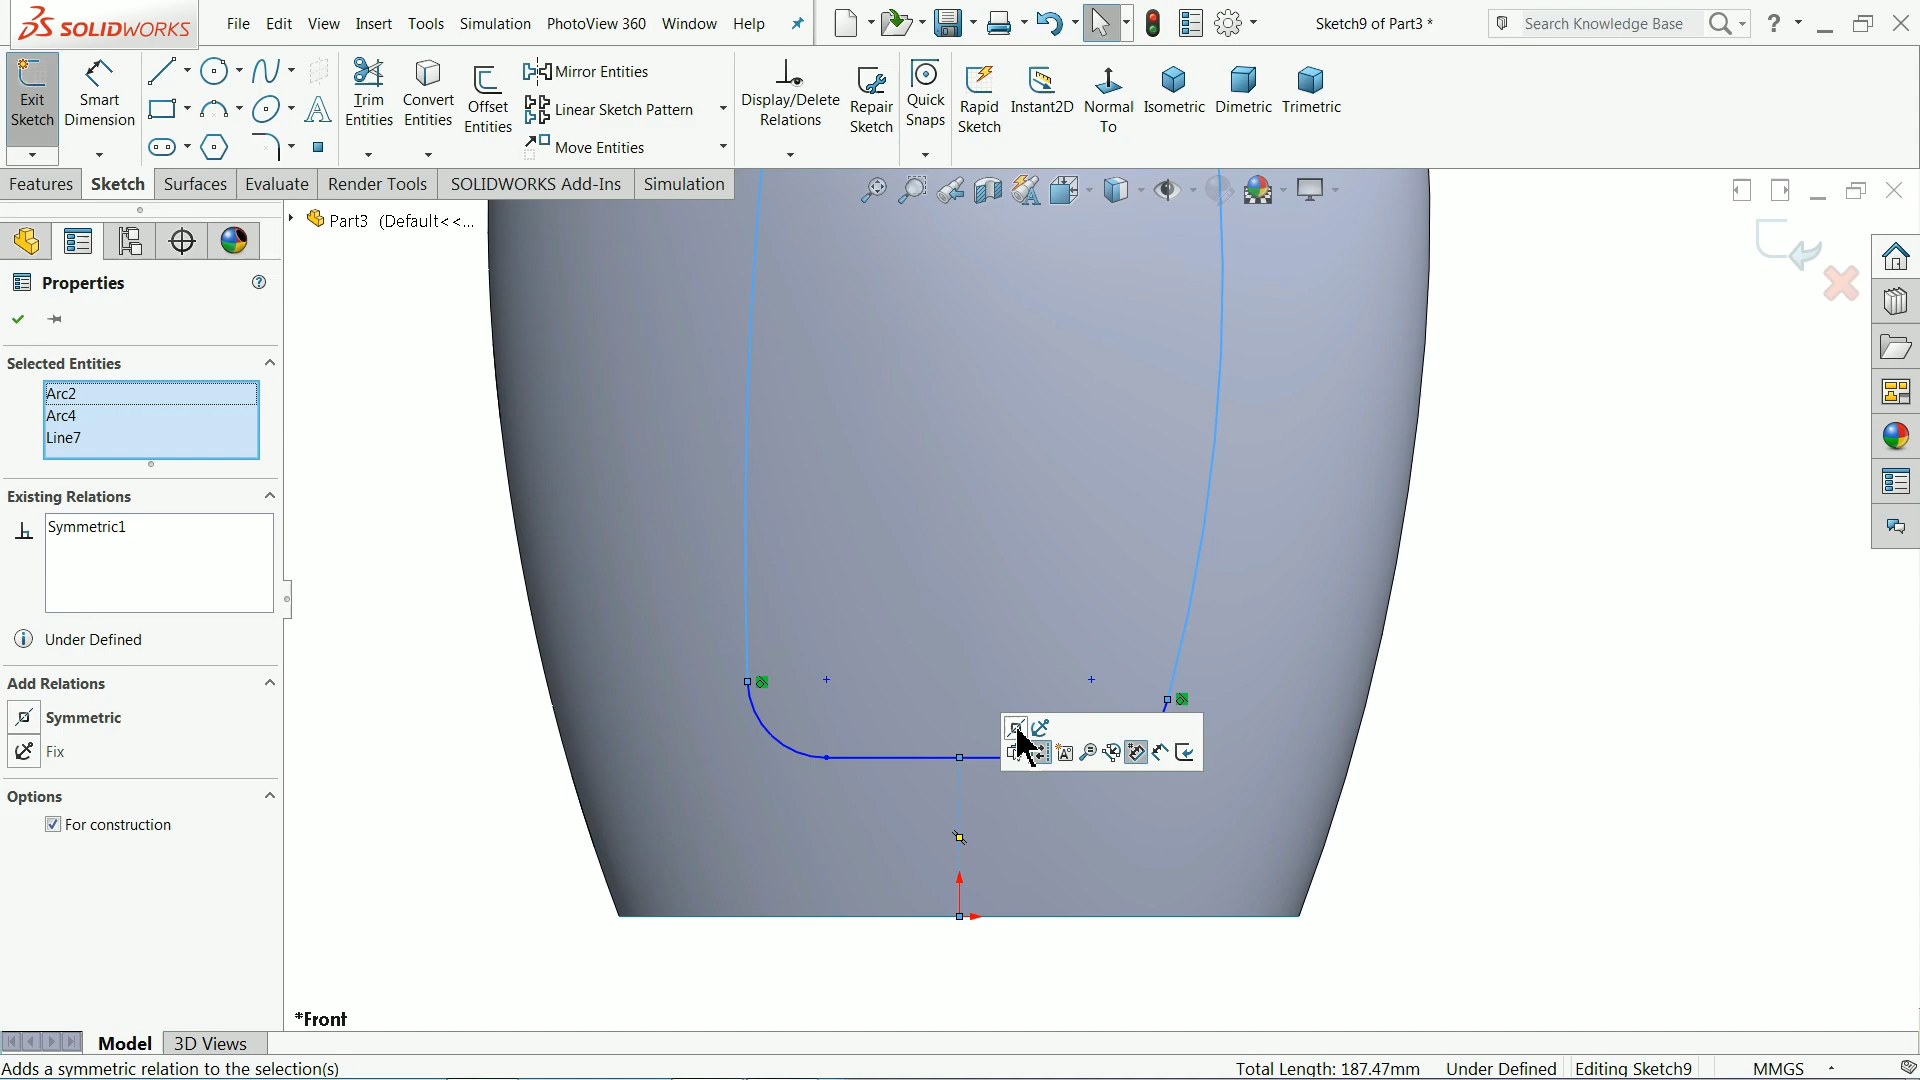 SOLIDWORKS File Edit View Insert Tools Simulation PhotoView 360 Window Help Sketch9 of Part3 * Search Knowledge Base ?
Exit Sketch
Smart Dimension
Trim Entities
Convert Entities
Offset Entities
Mirror Entities
Linear Sketch Pattern
Move Entities
Display/Delete Relations
Repair Sketch
Quick Snaps
Rapid Sketch
Instant2D
Normal To
Isometric
Dimetric
Trimetric
Features Sketch Surfaces Evaluate Render Tools SOLIDWORKS Add-Ins Simulation
Part3 (Default<<...
Properties
Selected Entities
Arc2
Arc4
Line7
Existing Relations
Symmetric1
Under Defined
Add Relations
Symmetric
Fix
Options
For construction
*Front
Model 3D Views
Adds a symmetric relation to the selection(s) Total Length: 187.47mm Under Defined Editing Sketch9 MMGS